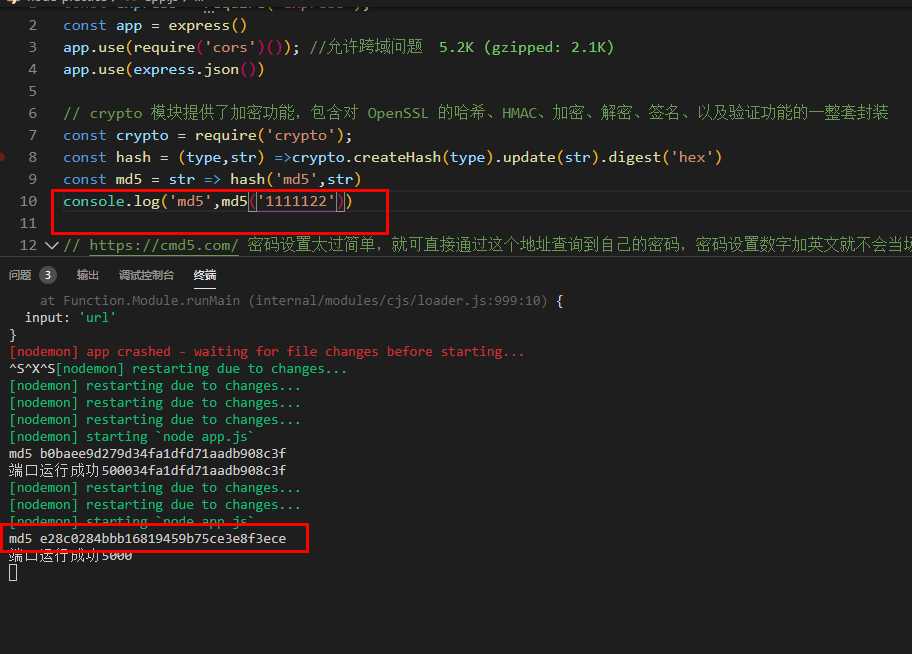 2 const app = express()
3 app.use(require('cors')()); //允许跨域问题 5.2K (gzipped: 2.1K)
4 app.use(express.json())
5
6 // crypto 模块提供了加密功能，包含对 OpenSSL 的哈希、HMAC、加密、解密、签名、以及验证功能的一整套封装
7 const crypto = require('crypto');
8 const hash = (type,str) =>crypto.createHash(type).update(str).digest('hex')
9 const md5 = str => hash('md5',str)
10 console.log('md5',md5('1111122'))
11
12 // https://cmd5.com/ 密码设置太过简单，就可直接通过这个地址查询到自己的密码，密码设置数字加英文就不会当场
问题 3 输出 调试控制台 终端
at Function.Module.runMain (internal/modules/cjs/loader.js:999:10) {
input: 'url'
}
[nodemon] app crashed - waiting for file changes before starting...
^S^X^S[nodemon] restarting due to changes...
[nodemon] restarting due to changes...
[nodemon] restarting due to changes...
[nodemon] restarting due to changes...
[nodemon] starting `node app.js`
md5 b0baee9d279d34fa1dfd71aadb908c3f
端口运行成功500034fa1dfd71aadb908c3f
[nodemon] restarting due to changes...
[nodemon] restarting due to changes...
[nodemon] starting `node app.js`
md5 e28c0284bbb16819459b75ce3e8f3ece
端口运行成功5000